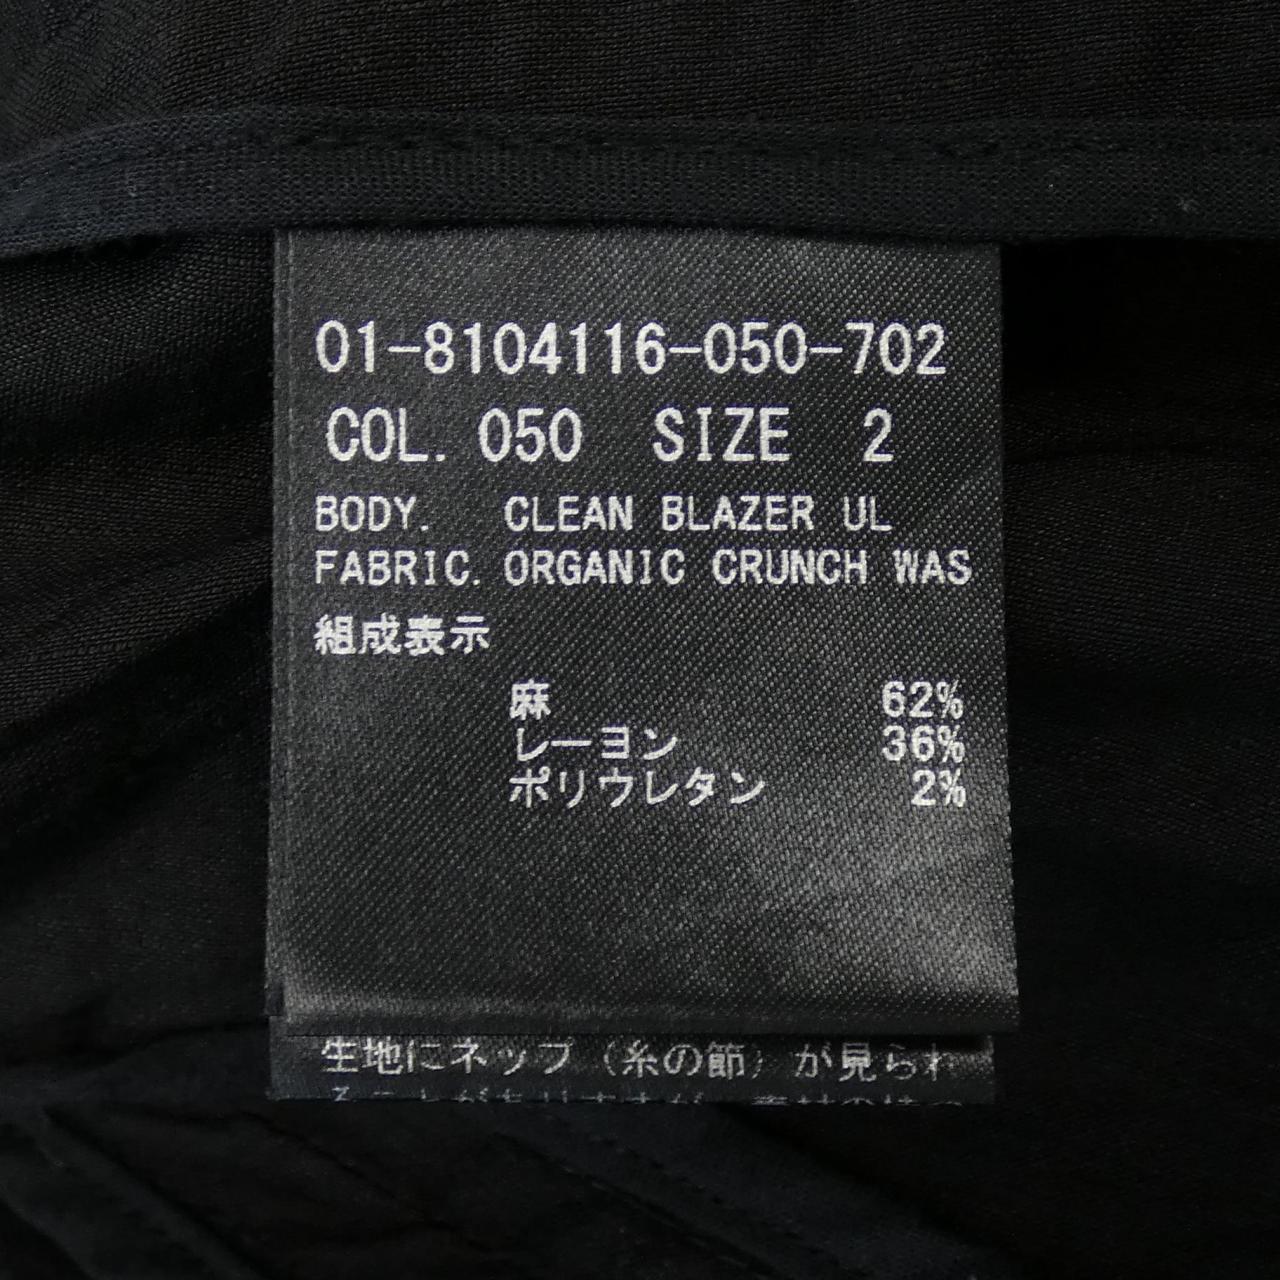 01-8104116-050-702
COL. 050 SIZE 2
BODY. CLEAN BLAZER UL
FABRIC. ORGANIC CRUNCH WAS
組成表示
麻 62%
レーヨン 36%
ポリウレタン 2%
生地にネップ(糸の節)が見られ